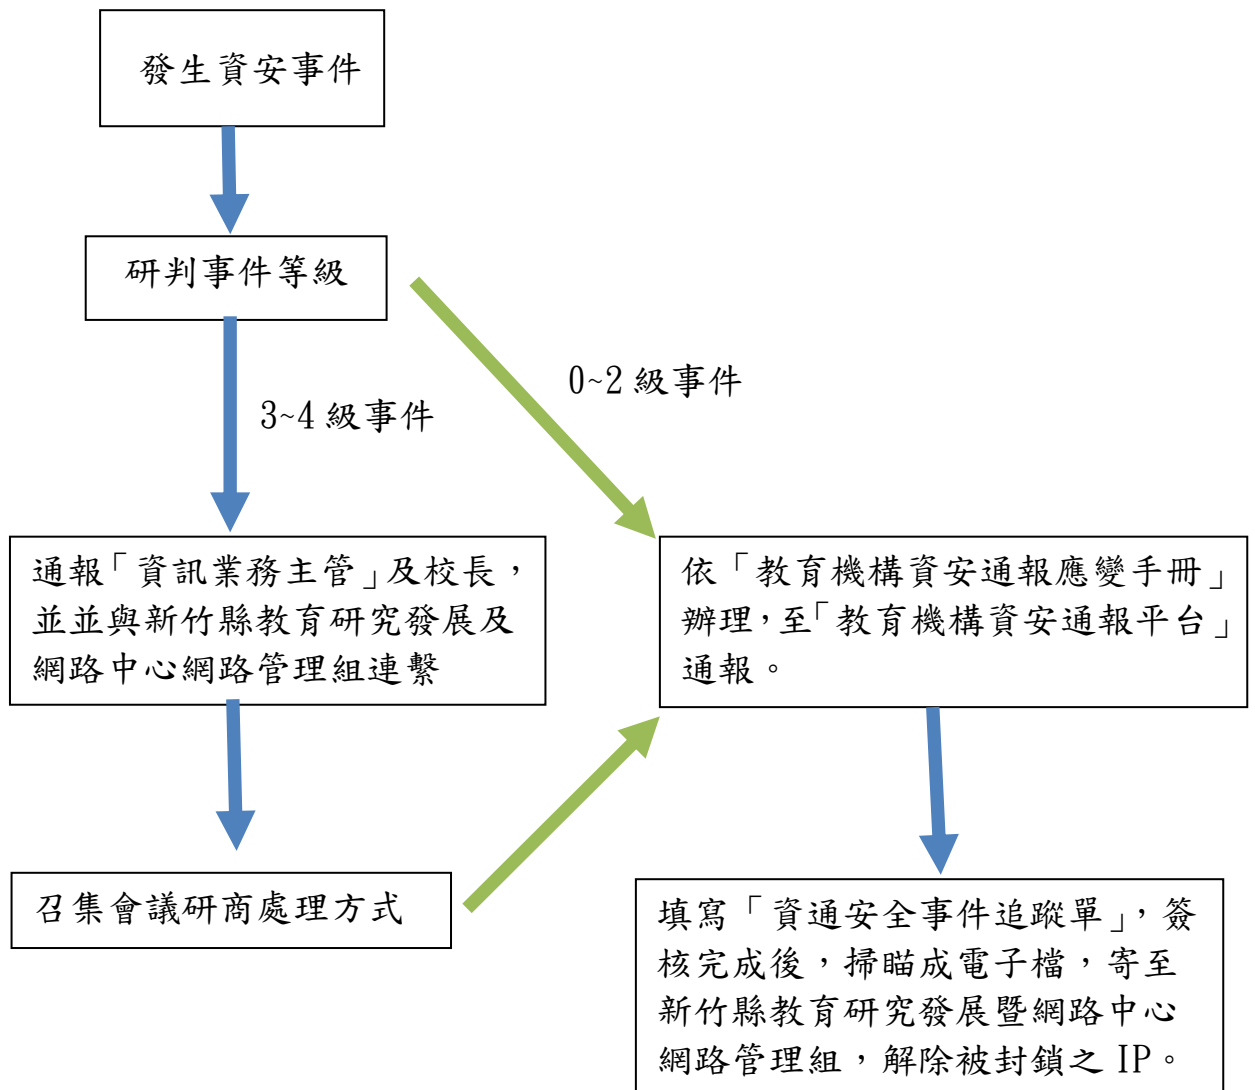 發生資安事件
研判事件等級
0~2 級事件
3~4 級事件
通報「資訊業務主管」及校長，
並並與新竹縣教育研究發展及
網路中心網路管理組連繫
依「教育機構資安通報應變手冊」
辦理，至「教育機構資安通報平台」
通報。
召集會議研商處理方式
填寫「資通安全事件追蹤單」，簽
核完成後，掃瞄成電子檔，寄至
新竹縣教育研究發展暨網路中心
網路管理組，解除被封鎖之 IP。